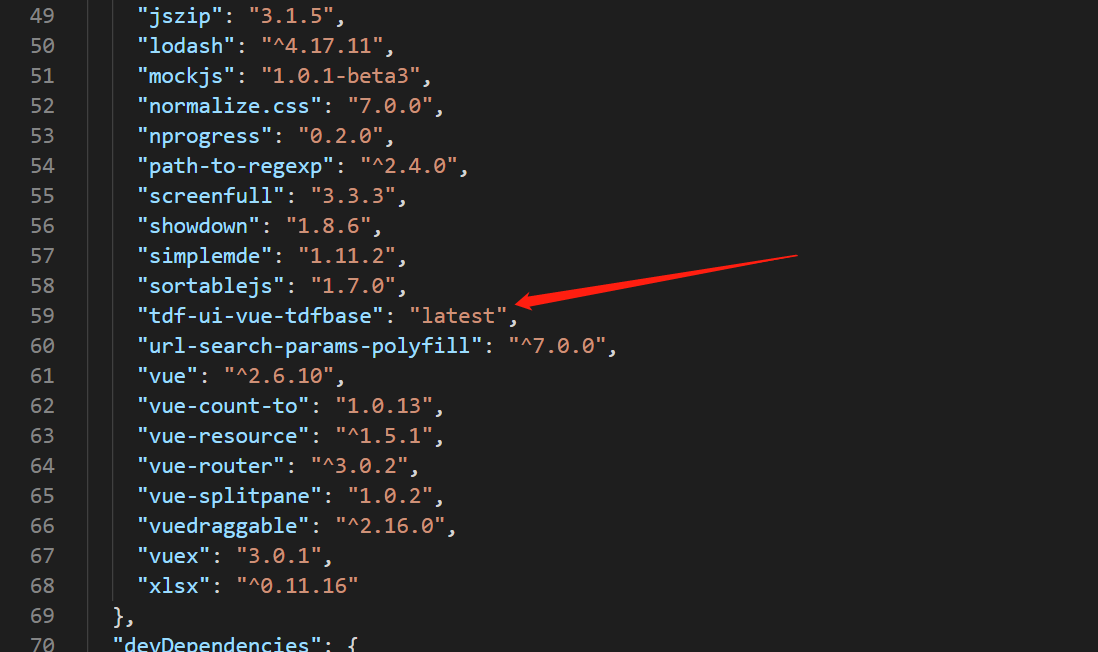 49 "jszip": "3.1.5",
50 "lodash": "^4.17.11",
51 "mockjs": "1.0.1-beta3",
52 "normalize.css": "7.0.0",
53 "nprogress": "0.2.0",
54 "path-to-regexp": "^2.4.0",
55 "screenfull": "3.3.3",
56 "showdown": "1.8.6",
57 "simplemde": "1.11.2",
58 "sortablejs": "1.7.0",
59 "tdf-ui-vue-tdfbase": "latest",
60 "url-search-params-polyfill": "^7.0.0",
61 "vue": "^2.6.10",
62 "vue-count-to": "1.0.13",
63 "vue-resource": "^1.5.1",
64 "vue-router": "^3.0.2",
65 "vue-splitpane": "1.0.2",
66 "vuedraggable": "^2.16.0",
67 "vuex": "3.0.1",
68 "xlsx": "^0.11.16"
69 },
70 "devDependencies": {